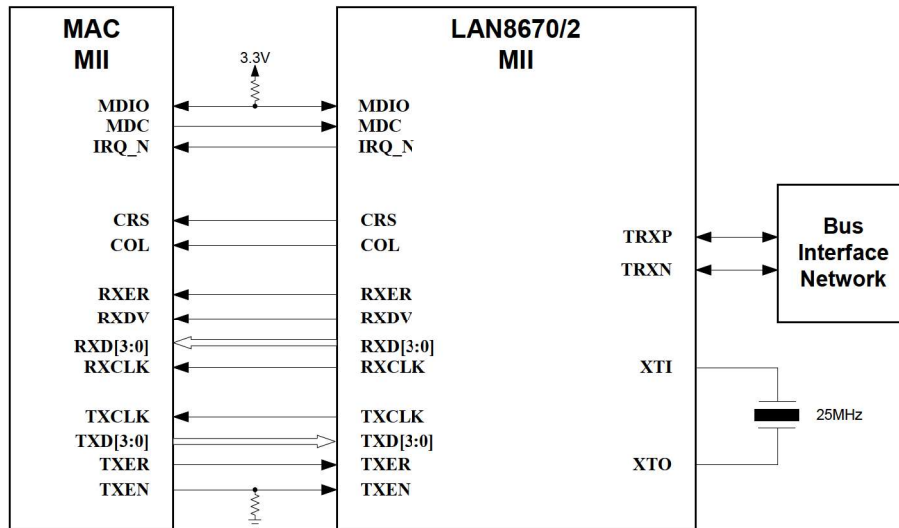 MAC
MII
LAN8670/2
MII
3.3V
MDIO
MDIO
MDC
MDC
IRQ_N
IRQ_N
CRS
CRS
COL
COL
TRXP
TRXN
Bus
Interface
Network
RXER
RXER
RXDV
RXDV
RXD[3:0]
RXD[3:0]
RXCLK
RXCLK
XTI
TXCLK
TXCLK
25MHz
TXD[3:0]
TXD[3:0]
TXER
TXER
XTO
TXEN
TXEN